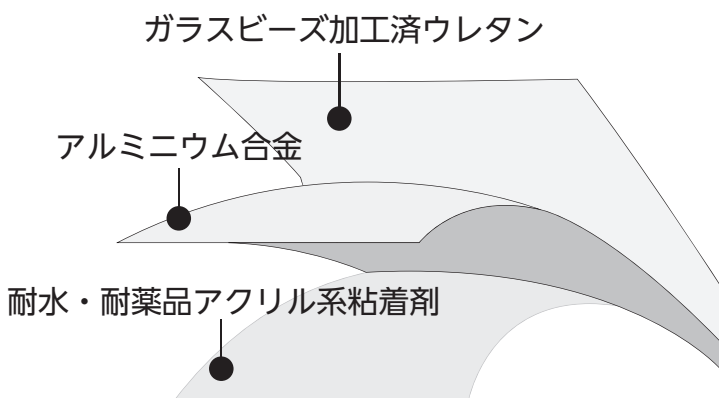 ガラスビーズ加工済ウレタン
アルミニウム合金
耐水・耐薬品アクリル系粘着剤